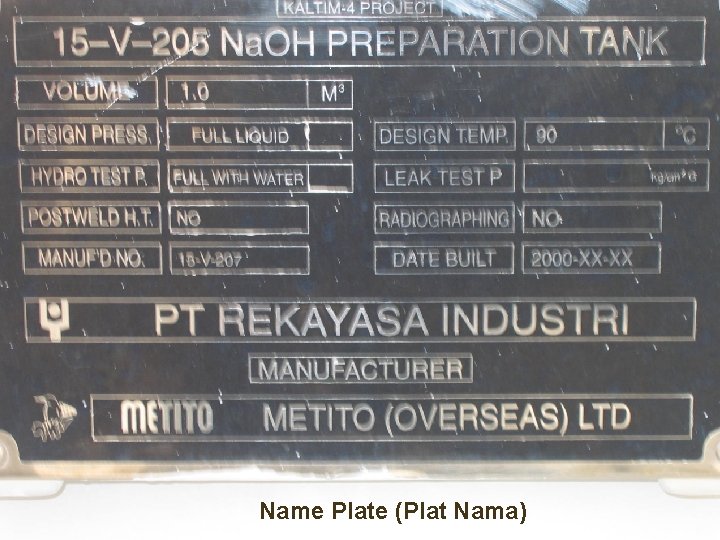 KALTIM-4 PROJECT
15-V-205 NaOH PREPARATION TANK
VOLUME 1.0 M³
DESIGN PRESS. FULL LIQUID DESIGN TEMP. 90 °C
HYDRO TEST P. FULL WITH WATER LEAK TEST P kg/cm² G
POSTWELD H.T. NO RADIOGRAPHING NO
MANUF'D NO. 15-V-207 DATE BUILT 2000-XX-XX
PT REKAYASA INDUSTRI
MANUFACTURER
METITO METITO (OVERSEAS) LTD
Name Plate (Plat Nama)